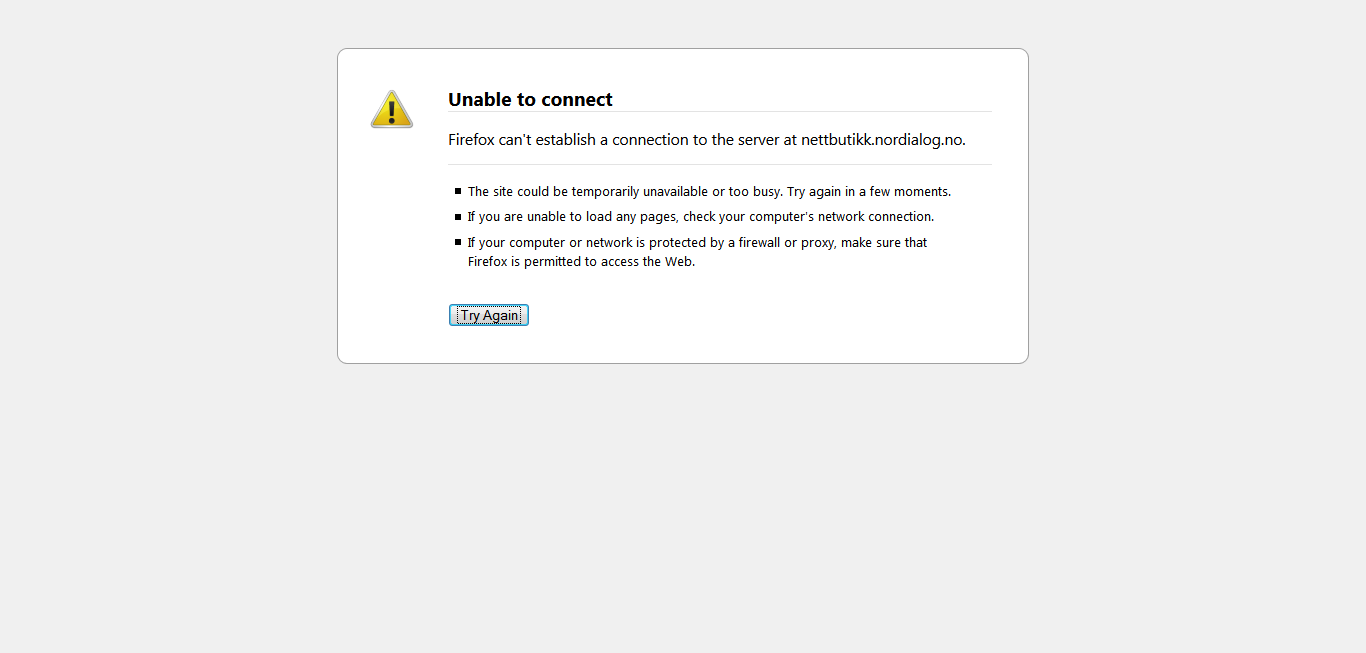 Unable to connect
Firefox can't establish a connection to the server at nettbutikk.nordialog.no.
The site could be temporarily unavailable or too busy. Try again in a few moments.
If you are unable to load any pages, check your computer's network connection.
If your computer or network is protected by a firewall or proxy, make sure that
Firefox is permitted to access the Web.
Try Again